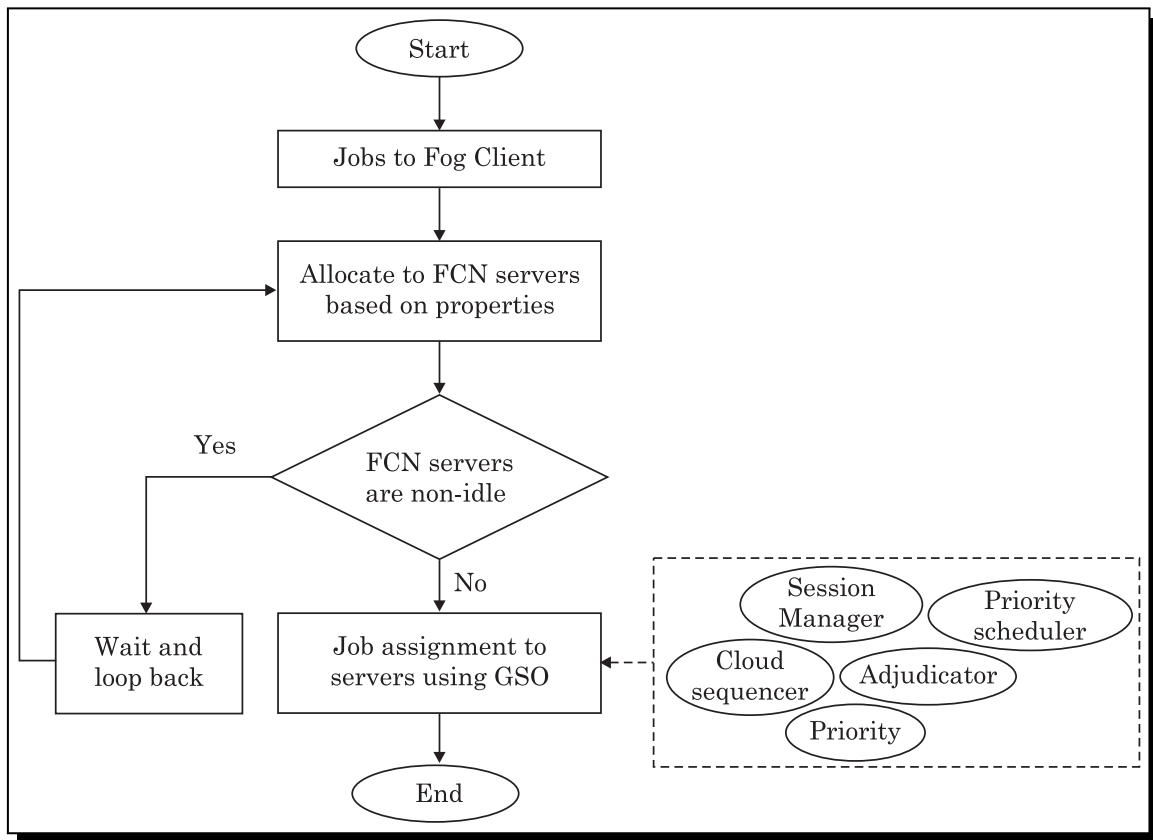 Start
Jobs to Fog Client
Allocate to FCN servers
based on properties
Yes
FCN servers
are non-idle
No
Wait and
loop back
Job assignment to
servers using GSO
Session
Manager
Priority
scheduler
Cloud
sequencer
Adjudicator
Priority
End